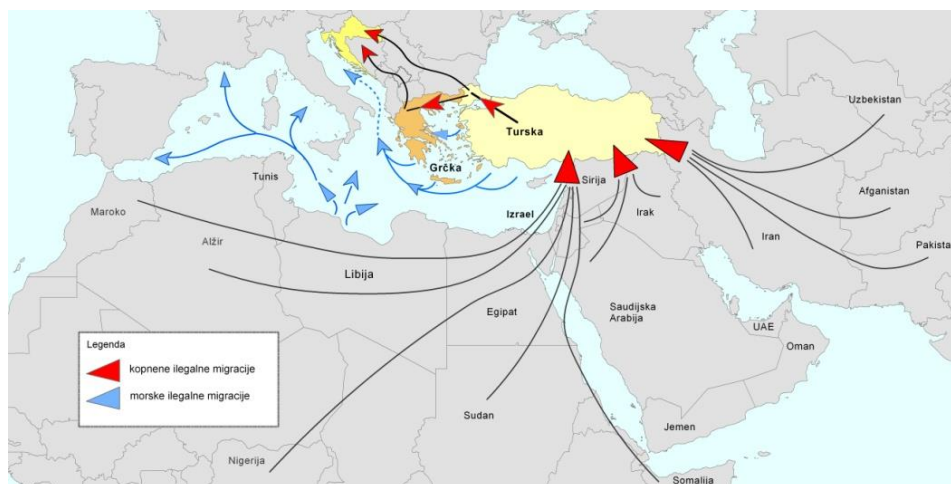 Uzbekistan
Turska
Afganistan
Grčka
Sirija
Tunis
Irak
Maroko
Izrael
Iran
Pakista
Alžir
Libija
Egipat
Saudijska
Arabija
UAE
Oman
Legenda
kopnene ilegalne migracije
morske ilegalne migracije
Sudan
Jemen
Nigerija
Somalija